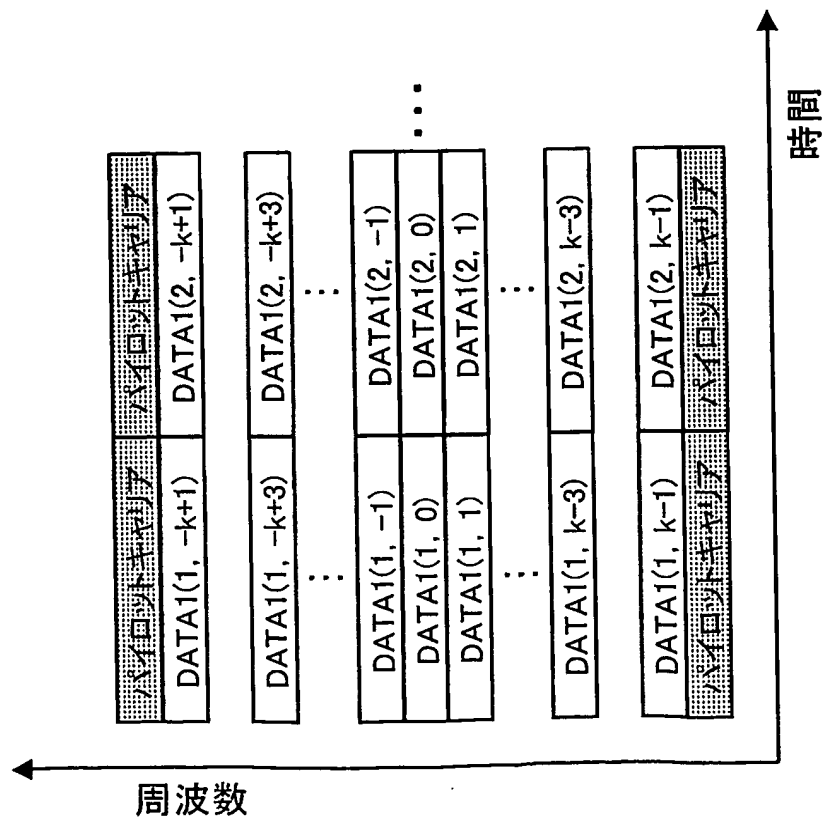 パイロットキャリア
パイロットキャリア
DATA1(1, -k+1)
DATA1(2, -k+1)
DATA1(1, -k+3)
DATA1(2, -k+3)
...
...
DATA1(1, -1)
DATA1(2, -1)
DATA1(1, 0)
DATA1(2, 0)
...
DATA1(1, 1)
DATA1(2, 1)
...
...
DATA1(1, k-3)
DATA1(2, k-3)
DATA1(1, k-1)
DATA1(2, k-1)
パイロットキャリア
パイロットキャリア
時間
周波数